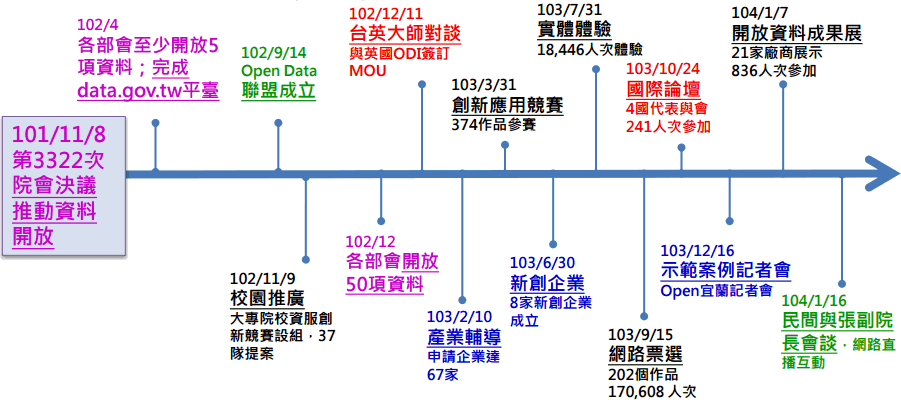 101/11/8
第3322次
院會決議
推動資料
開放
102/4
各部會至少開放5
項資料；完成
data.gov.tw平臺
102/9/14
Open Data
聯盟成立
102/11/9
校園推廣
大專院校資服創
新競賽設組，37
隊提案
102/12
各部會開放
50項資料
102/12/11
台英大師對談
與英國ODI簽訂
MOU
103/2/10
產業輔導
申請企業達
67家
103/3/31
創新應用競賽
374作品參賽
103/6/30
新創企業
8家新創企業
成立
103/7/31
實體體驗
18,446人次體驗
103/9/15
網路票選
202個作品
170,608 人次
103/10/24
國際論壇
4國代表與會
241人次參加
103/12/16
示範案例記者會
Open宜蘭記者會
104/1/7
開放資料成果展
21家廠商展示
836人次參加
104/1/16
民間與張副院
長會談，網路直
播互動